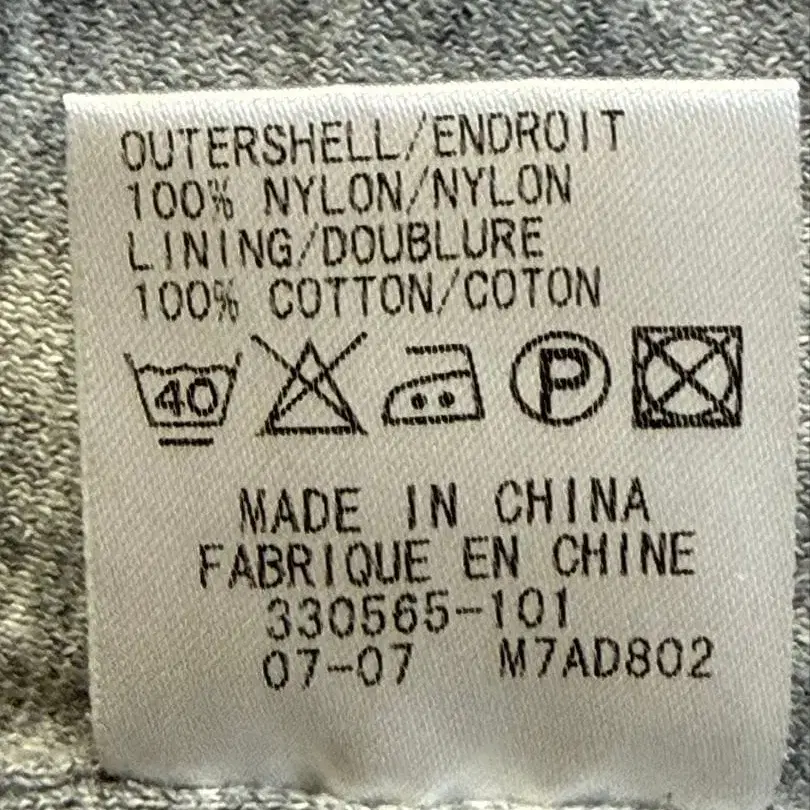 OUTERSHELL/ENDROIT
100% NYLON/NYLON
LINING/DOUBLURE
100% COTTON/COTON
40 P
MADE IN CHINA
FABRIQUE EN CHINE
330565-101
07-07 M7AD802